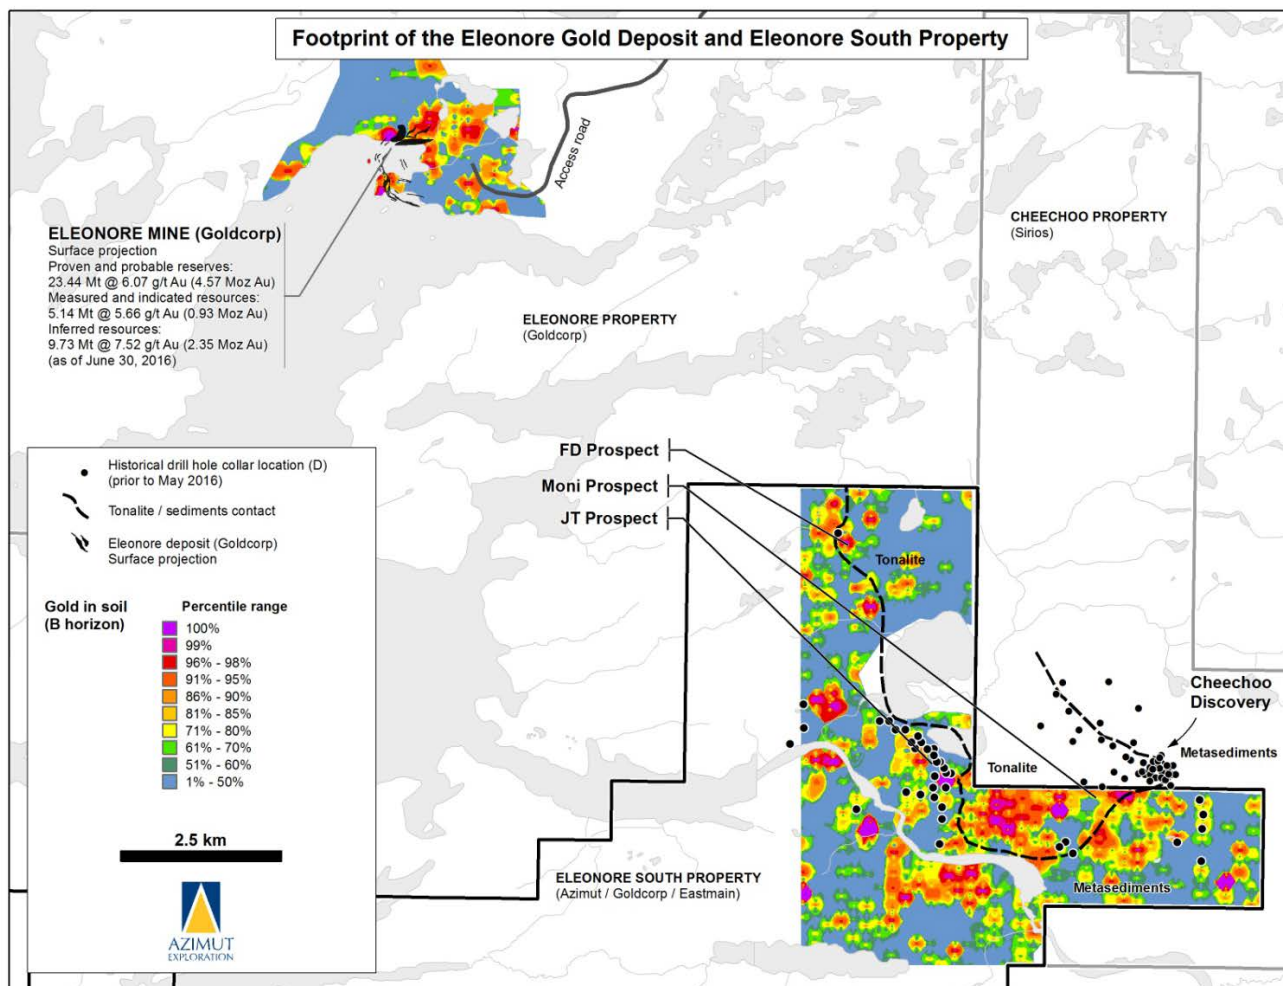 Footprint of the Eleonore Gold Deposit and Eleonore South Property
Access road
ELEONORE MINE (Goldcorp)
Surface projection
Proven and probable reserves:
23.44 Mt @ 6.07 g/t Au (4.57 Moz Au)
Measured and indicated resources:
5.14 Mt @ 5.66 g/t Au (0.93 Moz Au)
Inferred resources:
9.73 Mt @ 7.52 g/t Au (2.35 Moz Au)
(as of June 30, 2016)
CHEECHOO PROPERTY
(Sirios)
ELEONORE PROPERTY
(Goldcorp)
FD Prospect
Moni Prospect
JT Prospect
Historical drill hole collar location (D)
(prior to May 2016)
Tonalite / sediments contact
Eleonore deposit (Goldcorp)
Surface projection
Gold in soil
(B horizon)
Percentile range
100%
99%
96% - 98%
91% - 95%
86% - 90%
81% - 85%
71% - 80%
61% - 70%
51% - 60%
1% - 50%
2.5 km
AZIMUT
EXPLORATION
Tonalite
Cheechoo
Discovery
Metasediments
Tonalite
ELEONORE SOUTH PROPERTY
(Azimut / Goldcorp / Eastmain)
Metasediments